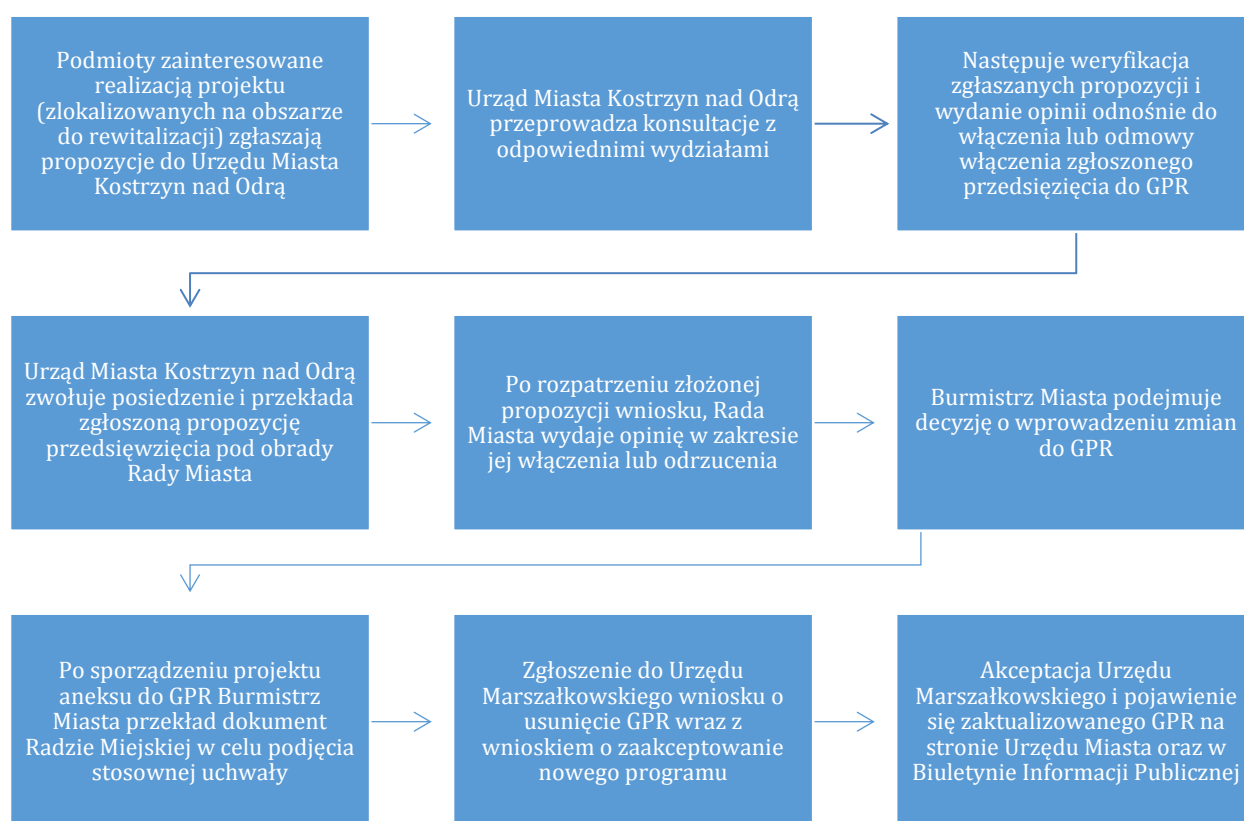 Podmioty zainteresowane
realizacją projektu
(zlokalizowanych na obszarze
do rewitalizacji) zgłaszają
propozycje do Urzędu Miasta
Kostrzyn nad Odrą
Urząd Miasta Kostrzyn nad Odrą
przeprowadza konsultacje z
odpowiednimi wydziałami
Następuje weryfikacja
zgłaszanych propozycji i
wydanie opinii odnośnie do
włączenia lub odmowy
włączenia zgłoszonego
przedsięzięcia do GPR
Urząd Miasta Kostrzyn nad Odrą
zwołuje posiedzenie i przekłada
zgłoszoną propozycję
przedsięwzięcia pod obrady
Rady Miasta
Po rozpatrzeniu złożonej
propozycji wniosku, Rada
Miasta wydaje opinię w zakresie
jej włączenia lub odrzucenia
Burmistrz Miasta podejmuje
decyzję o wprowadzeniu zmian
do GPR
Po sporządzeniu projektu
aneksu do GPR Burmistrz
Miasta przekład dokument
Radzie Miejskiej w celu podjęcia
stosownej uchwały
Zgłoszenie do Urzędu
Marszałkowskiego wniosku o
usunięcie GPR wraz z
wnioskiem o zaakceptowanie
nowego programu
Akceptacja Urzędu
Marszałkowskiego i pojawienie
się zaktualizowanego GPR na
stronie Urzędu Miasta oraz w
Biuletynie Informacji Publicznej